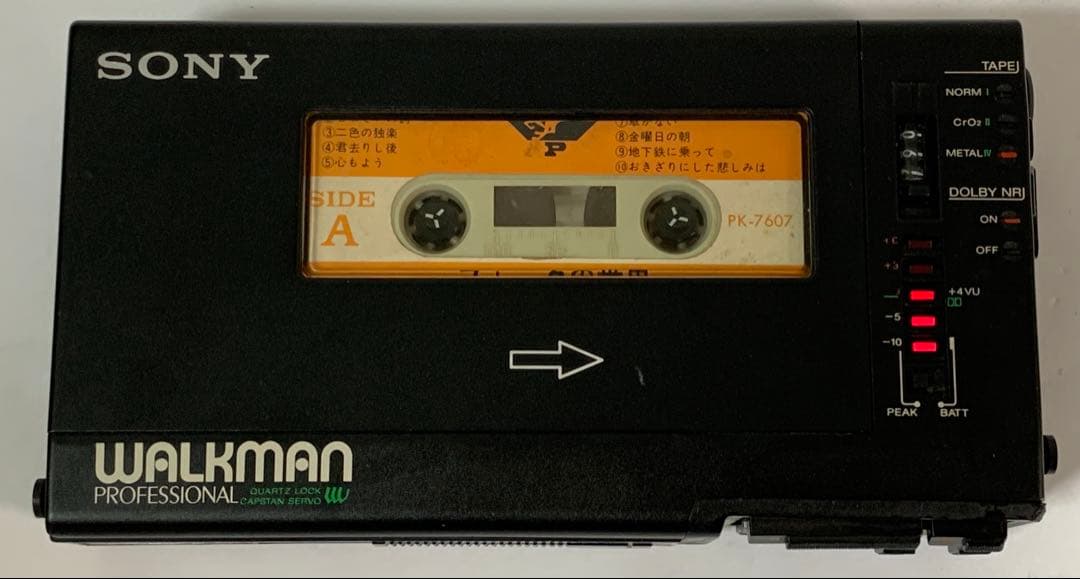 SONY
③二色の独楽
④君去りし後
⑤心もよう
P
⑧金曜日の朝
⑨地下鉄に乗って
⑩おきざりにした悲しみは
SIDE
A
PK-7607
TAPE
NORM I
CrO₂ II
METAL IV
DOLBY NR
ON
OFF
+6
+3
+4VU
-5
-10
PEAK
BATT
WALKMAN
PROFESSIONAL
QUARTZ LOCK
CAPSTAN SERVO